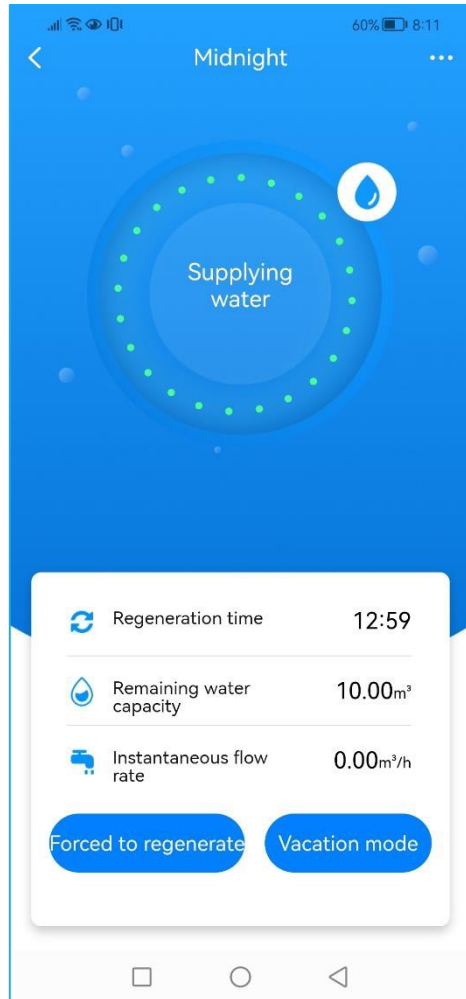 60% 8:11
Midnight
Supplying
water
Regeneration time 12:59
Remaining water
capacity
10.00m³
Instantaneous flow
rate
0.00m³/h
Forced to regenerate Vacation mode